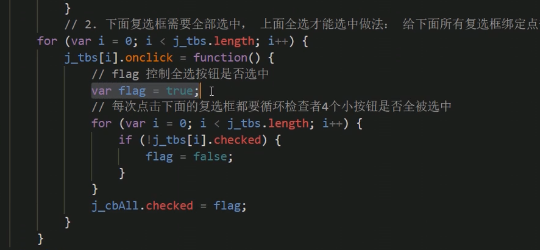 }
// 2. 下面复选框需要全部选中， 上面全选才能选中做法： 给下面所有复选框绑定点
for (var i = 0; i < j_tbs.length; i++) {
j_tbs[i].onclick = function() {
// flag 控制全选按钮是否选中
var flag = true;
// 每次点击下面的复选框都要循环检查者4个小按钮是否全被选中
for (var i = 0; i < j_tbs.length; i++) {
if (!j_tbs[i].checked) {
flag = false;
}
}
j_cbAll.checked = flag;
}
}